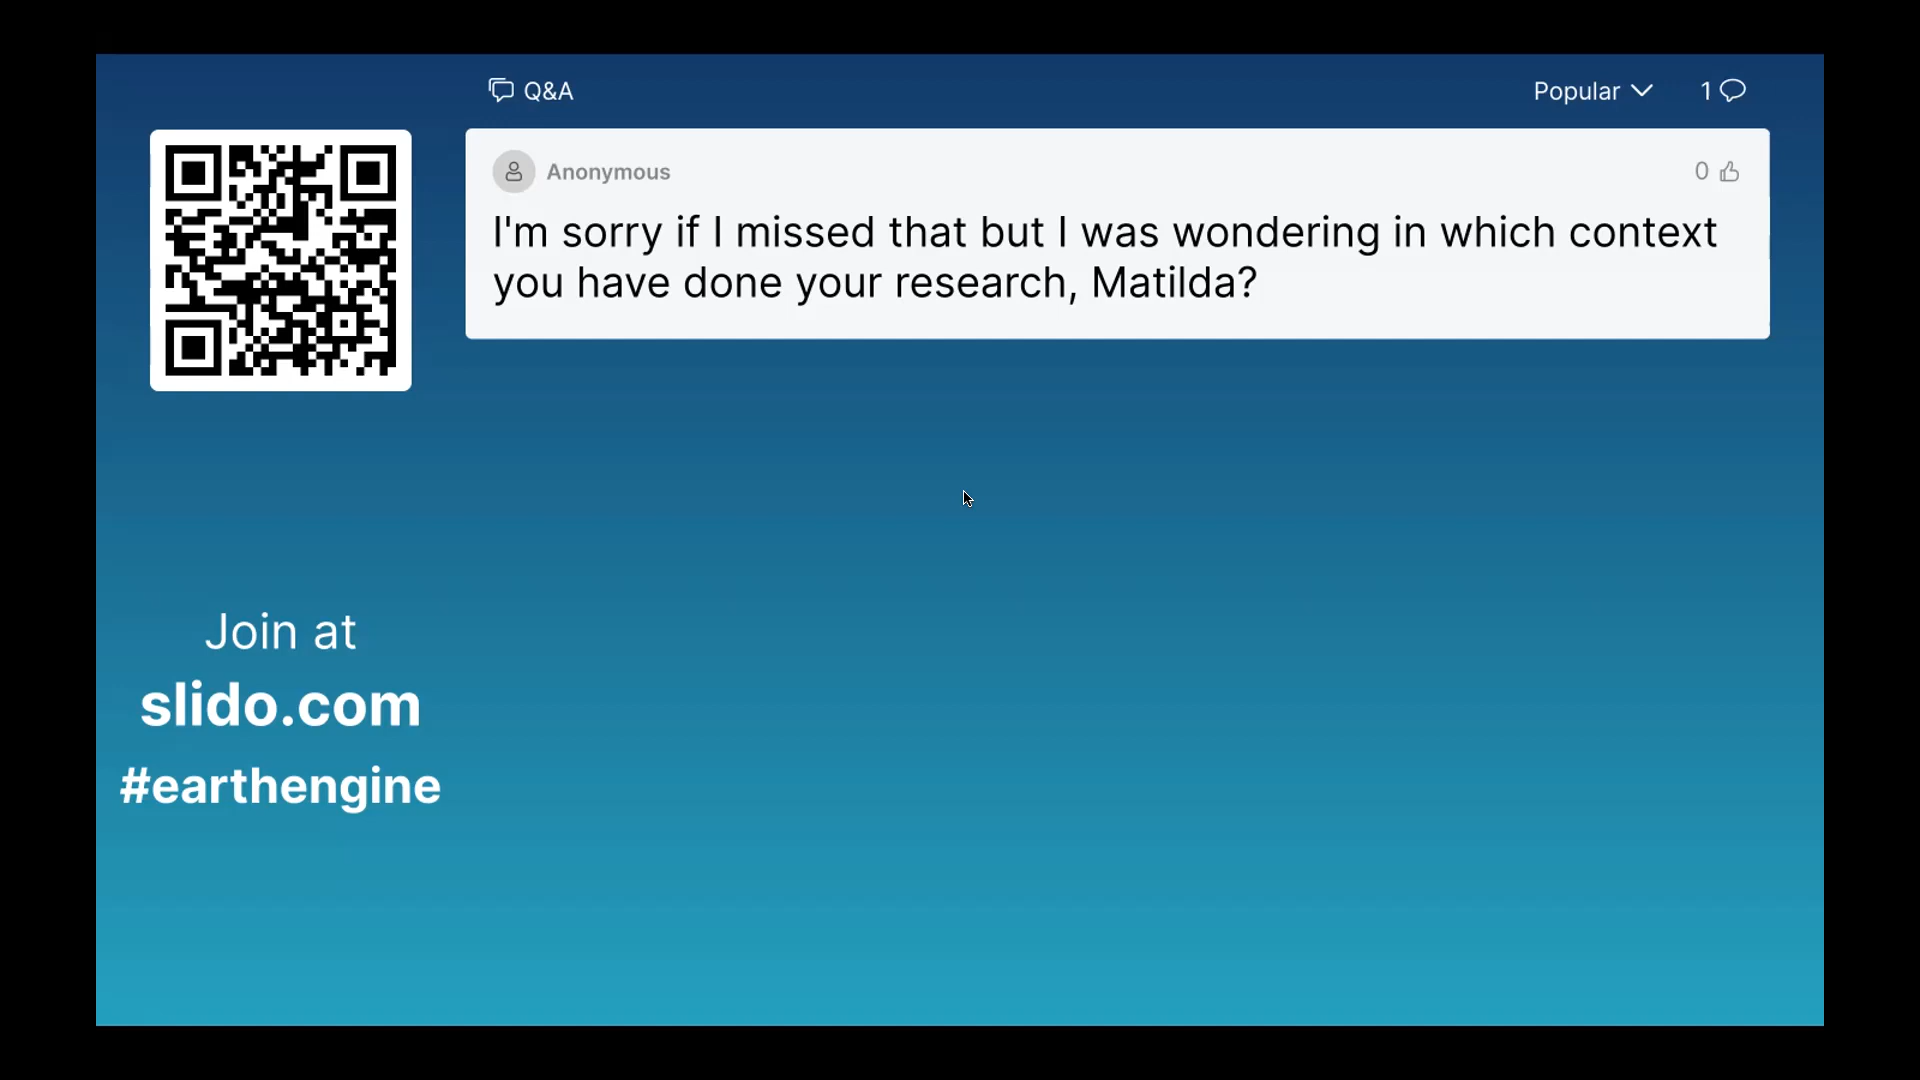 Q&A
Popular
1
Anonymous
0
I'm sorry if I missed that but I was wondering in which context
you have done your research, Matilda?
Join at
slido.com
#earthengine